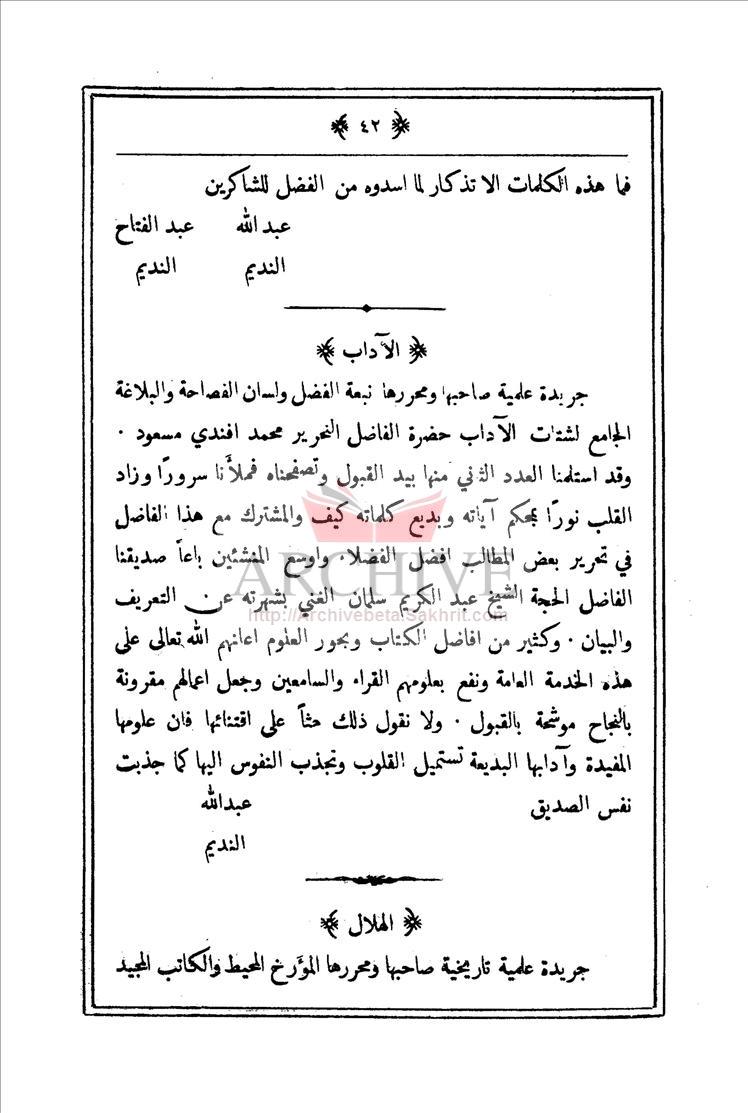 ﴿ ٤٢ ﴾
فما هذه الكلمات الا تذكار لما اسدوه من الفضل للشاكرين
عبد الله عبد الفتاح
النديم النديم
﴿ الآداب ﴾
جريدة علمية صاحبها ومحررها نبعة الفضل ولسان الفصاحة والبلاغة
الجامع لشتات الآداب حضرة الفاضل النحرير محمد افندي مسعود ٠
وقد استلمنا العدد الثاني منها بيد القبول وتصفحناه فملأنا سرورًا وزاد
القلب نورًا بمحكم آياته وبديع كلماته كيف والمشترك مع هذا الفاضل
في تحرير بعض المطالب افضل الفضلاء واوسع المنشئين باعاً صديقنا
الفاضل الحجة الشيخ عبد الكريم سلمان الغني بشهرته عن التعريف
والبيان ٠ وكثير من افاضل الكتاب وبحور العلوم اعانهم الله تعالى على
هذه الخدمة العامة ونفع بعلومهم القراء والسامعين وجعل اعمالهم مقرونة
بالنجاح موشحة بالقبول ٠ ولا نقول ذلك حثاً على اقتنائها فان علومها
المفيدة وآدابها البديعة تستميل القلوب وتجذب النفوس اليها كما جذبت
نفس الصديق عبدالله
النديم
﴿ الهلال ﴾
جريدة علمية تاريخية صاحبها ومحررها المؤرخ المحيط والكاتب المجيد
ARCHIVE
http://Archivebeta.Sakhrit.com